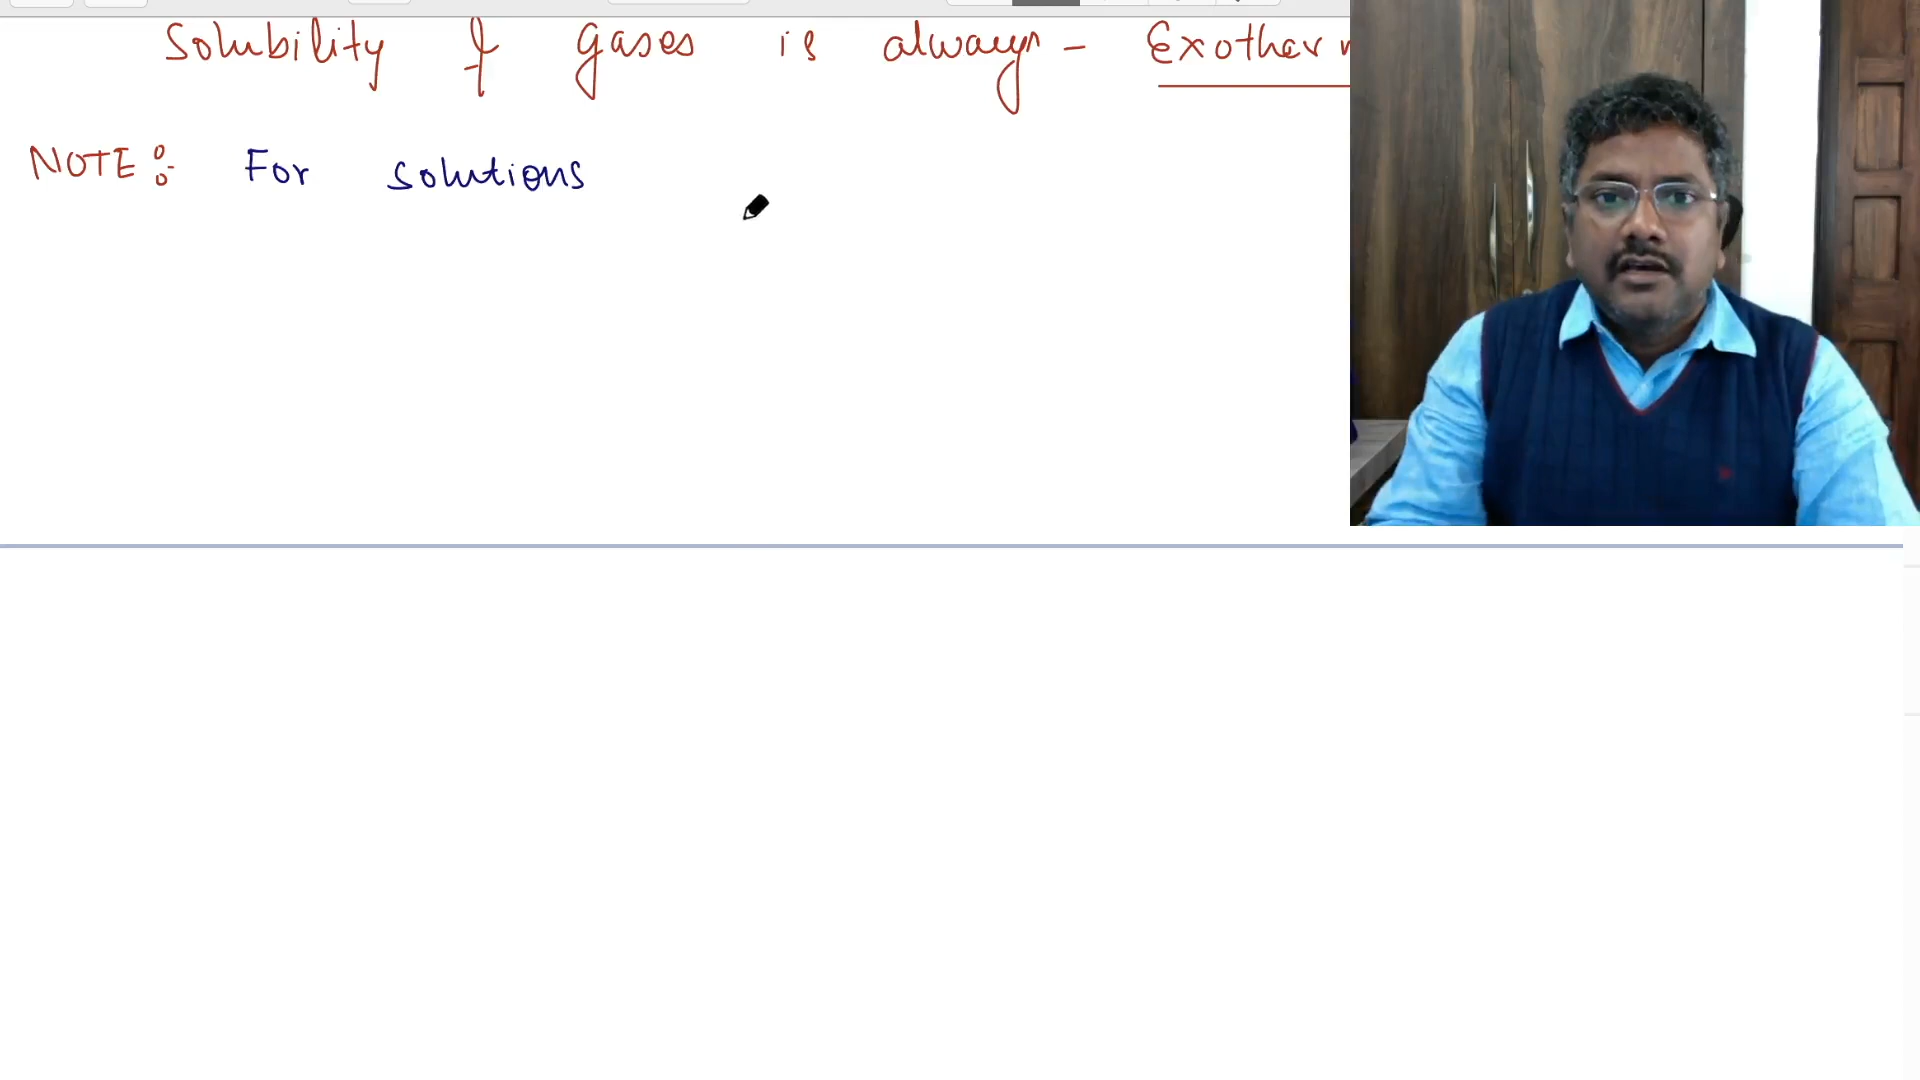 Solubility of gases is always - Exother
NOTE :- For solutions